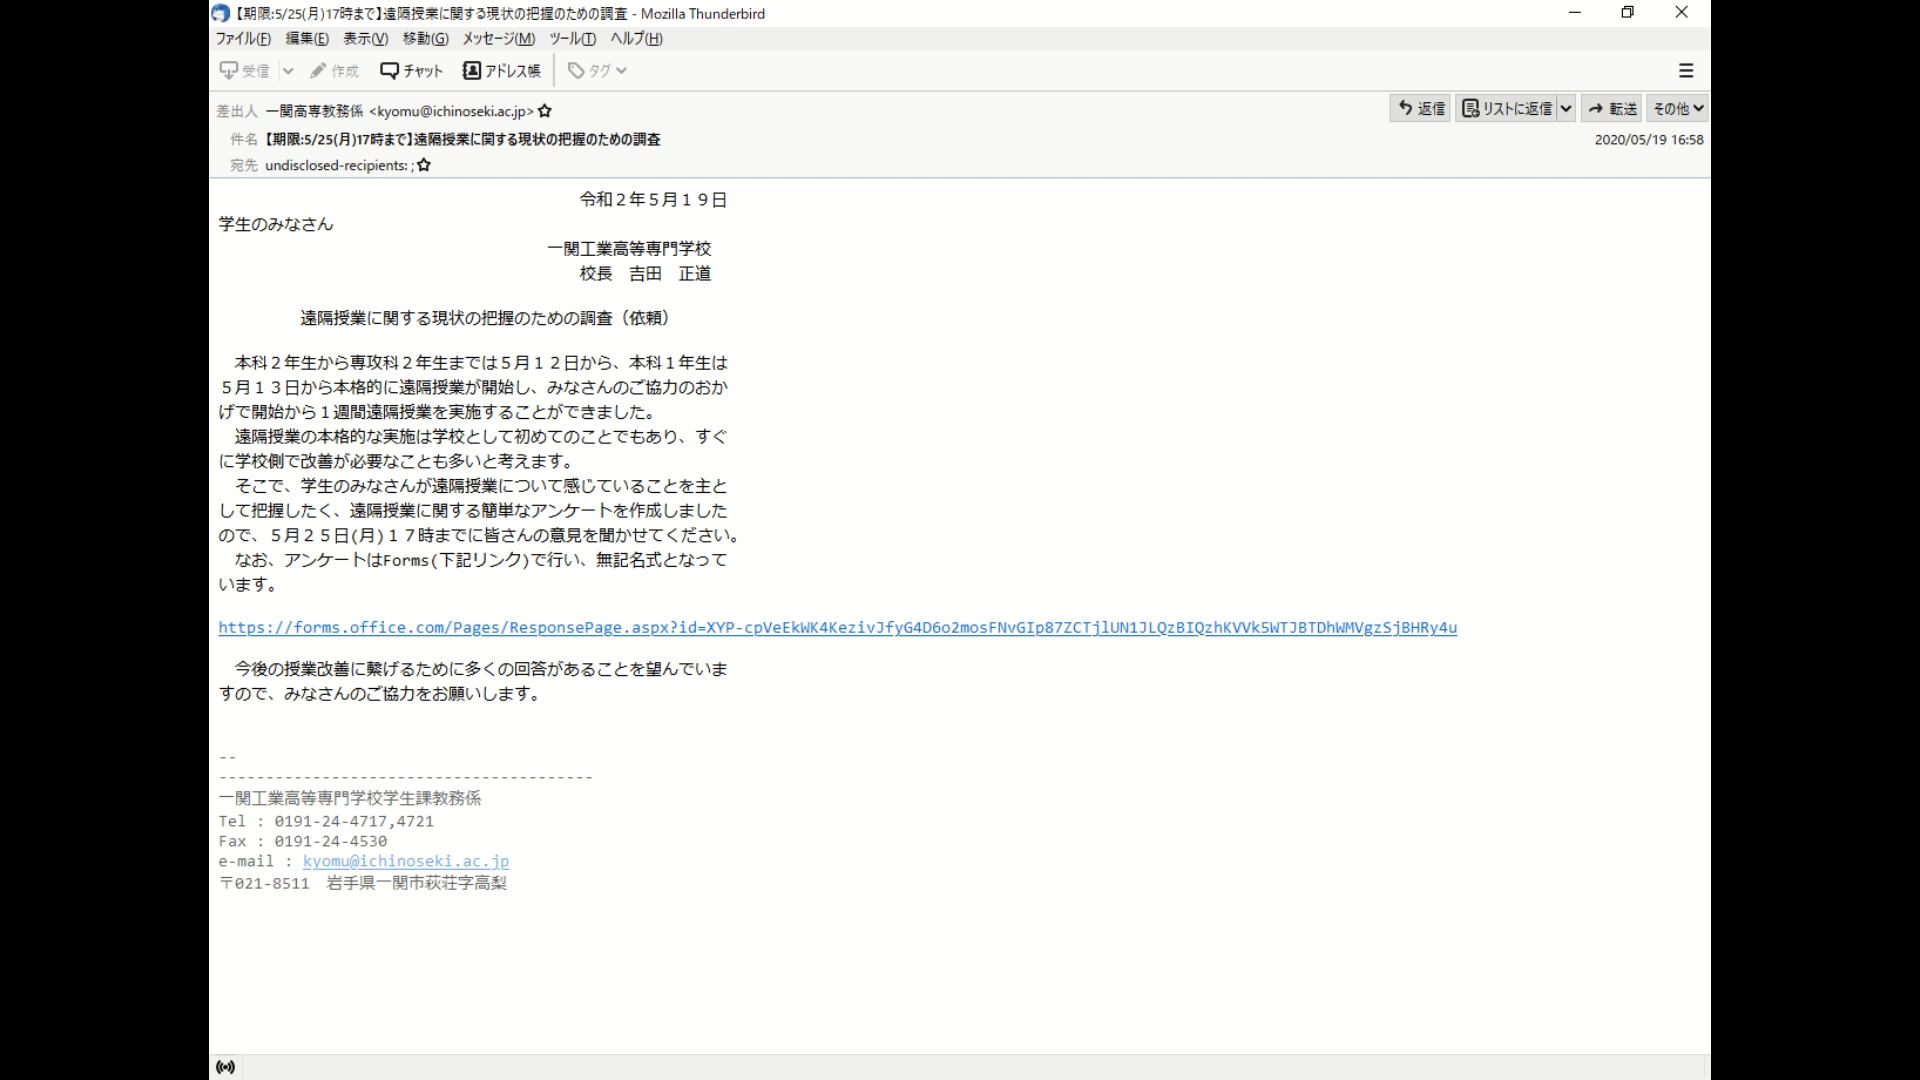 【期限:5/25(月)17時まで】遠隔授業に関する現状の把握のための調査 - Mozilla Thunderbird
ファイル(F) 編集(E) 表示(V) 移動(G) メッセージ(M) ツール(T) ヘルプ(H)
受信 作成 チャット アドレス帳 タグ
差出人 一関高専教務係 <kyomu@ichinoseki.ac.jp> 返信 リストに返信 転送 その他
件名 【期限:5/25(月)17時まで】遠隔授業に関する現状の把握のための調査 2020/05/19 16:58
宛先 undisclosed-recipients: ;
令和２年５月１９日
学生のみなさん
一関工業高等専門学校
校長　吉田　正道
遠隔授業に関する現状の把握のための調査（依頼）
本科２年生から専攻科２年生までは５月１２日から、本科１年生は
５月１３日から本格的に遠隔授業が開始し、みなさんのご協力のおか
げで開始から１週間遠隔授業を実施することができました。
遠隔授業の本格的な実施は学校として初めてのことでもあり、すぐ
に学校側で改善が必要なことも多いと考えます。
そこで、学生のみなさんが遠隔授業について感じていることを主と
して把握したく、遠隔授業に関する簡単なアンケートを作成しました
ので、５月２５日(月)１７時までに皆さんの意見を聞かせてください。
なお、アンケートはForms(下記リンク)で行い、無記名式となって
います。
https://forms.office.com/Pages/ResponsePage.aspx?id=XYP-cpVeEkWK4KezivJfyG4D6o2mosFNvGIp87ZCTjlUN1JLQzBIQzhKVVk5WTJBTDhWMVgzSjBHRy4u
今後の授業改善に繋げるために多くの回答があることを望んでいま
すので、みなさんのご協力をお願いします。
--
----------------------------------------
一関工業高等専門学校学生課教務係
Tel : 0191-24-4717,4721
Fax : 0191-24-4530
e-mail : kyomu@ichinoseki.ac.jp
〒021-8511　岩手県一関市萩荘字高梨